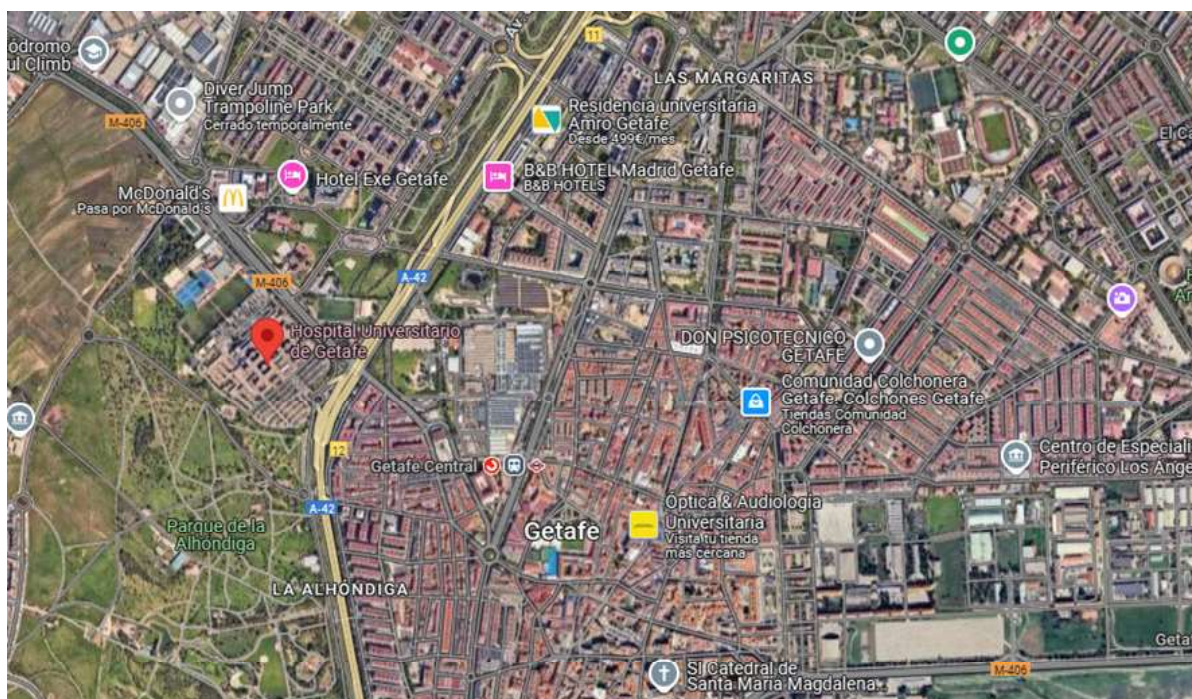 11
ódromo
ul Climb
LAS MARGARITAS
Diver Jump
Trampoline Park
Cerrado temporalmente
M-406
Residencia universitaria
Amro Getafe
Desde 499€/mes
Hotel Exe Getafe
B&B HOTEL Madrid Getafe
B&B HOTELS
McDonald's
Pasa por McDonald's
M-406
A-42
Hospital Universitario
de Getafe
DON PSICOTECNICO
GETAFE
Comunidad Colchonera
Getafe. Colchones Getafe
Tiendas Comunidad
Colchonera
12
Getafe Central
Centro de Especiali
Periférico Los Ange
A-42
Parque de la
Alhóndiga
Getafe
Óptica & Audiología
Universitaria
Visita tu tienda
más cercana
LA ALHÓNDIGA
Getaf
SI Catedral de
Santa María Magdalena
M-406